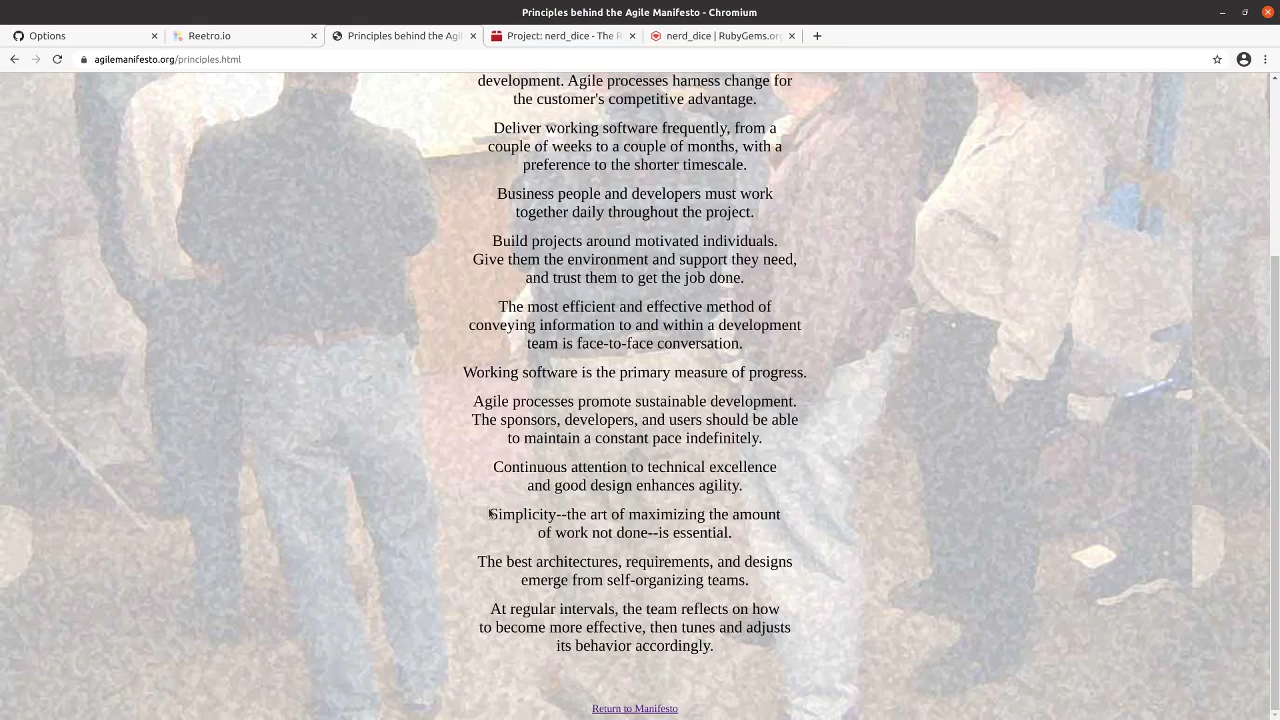 Principles behind the Agile Manifesto - Chromium
Options
Reetro.io
Principles behind the Agil
Project: nerd_dice - The R
nerd_dice | RubyGems.org
agilemanifesto.org/principles.html
development. Agile processes harness change for
the customer's competitive advantage.
Deliver working software frequently, from a
couple of weeks to a couple of months, with a
preference to the shorter timescale.
Business people and developers must work
together daily throughout the project.
Build projects around motivated individuals.
Give them the environment and support they need,
and trust them to get the job done.
The most efficient and effective method of
conveying information to and within a development
team is face-to-face conversation.
Working software is the primary measure of progress.
Agile processes promote sustainable development.
The sponsors, developers, and users should be able
to maintain a constant pace indefinitely.
Continuous attention to technical excellence
and good design enhances agility.
Simplicity--the art of maximizing the amount
of work not done--is essential.
The best architectures, requirements, and designs
emerge from self-organizing teams.
At regular intervals, the team reflects on how
to become more effective, then tunes and adjusts
its behavior accordingly.
Return to Manifesto